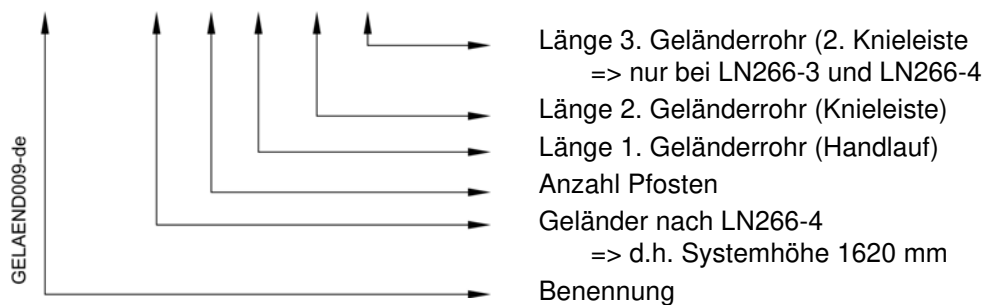 Länge 3. Geländerrohr (2. Knieleiste
=> nur bei LN266-3 und LN266-4
Länge 2. Geländerrohr (Knieleiste)
Länge 1. Geländerrohr (Handlauf)
Anzahl Pfosten
Geländer nach LN266-4
=> d.h. Systemhöhe 1620 mm
Benennung
GELAEND009-de